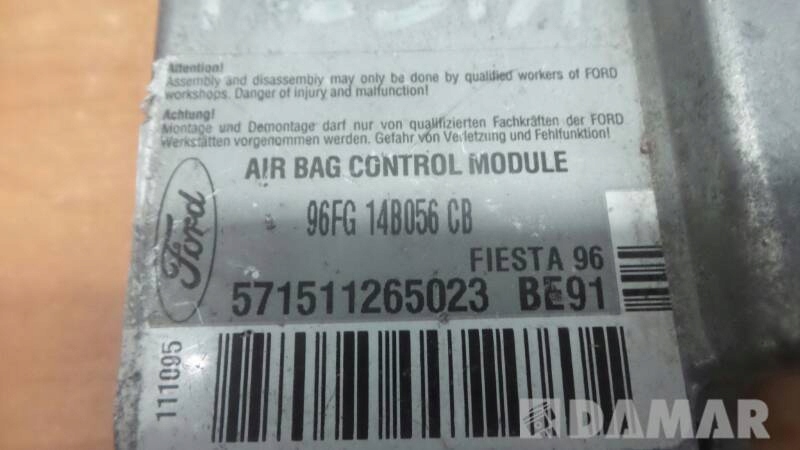 Attention!
Assembly and disassembly may only be done by qualified workers of FORD
workshops. Danger of injury and malfunction!
Achtung!
Montage und Demontage darf nur von qualifizierten Fachkräften der FORD
Werkstätten vorgenommen werden. Gefahr von Verletzung und Fehlfunktion!
AIR BAG CONTROL MODULE
Ford
96FG 14B056 CB
FIESTA 96
571511265023 BE91
111095
DAMAR